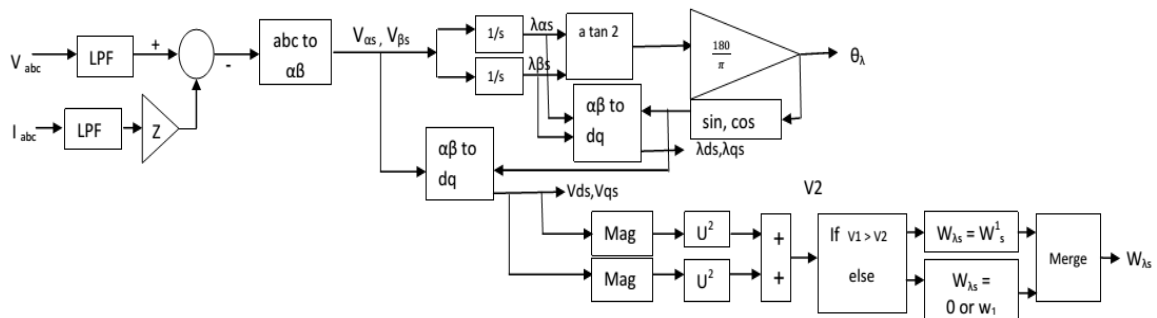 V abc
LPF
+
-
I abc
LPF
Z
abc to
αβ
Vαs , Vβs
1/s
1/s
λαs
λβs
a tan 2
180
π
θλ
αβ to
dq
sin, cos
λds,λqs
αβ to
dq
Vds,Vqs
V2
Mag
U²
Mag
U²
+
+
If V1 > V2
else
Wλs = W¹s
Wλs =
0 or w1
Merge
Wλs